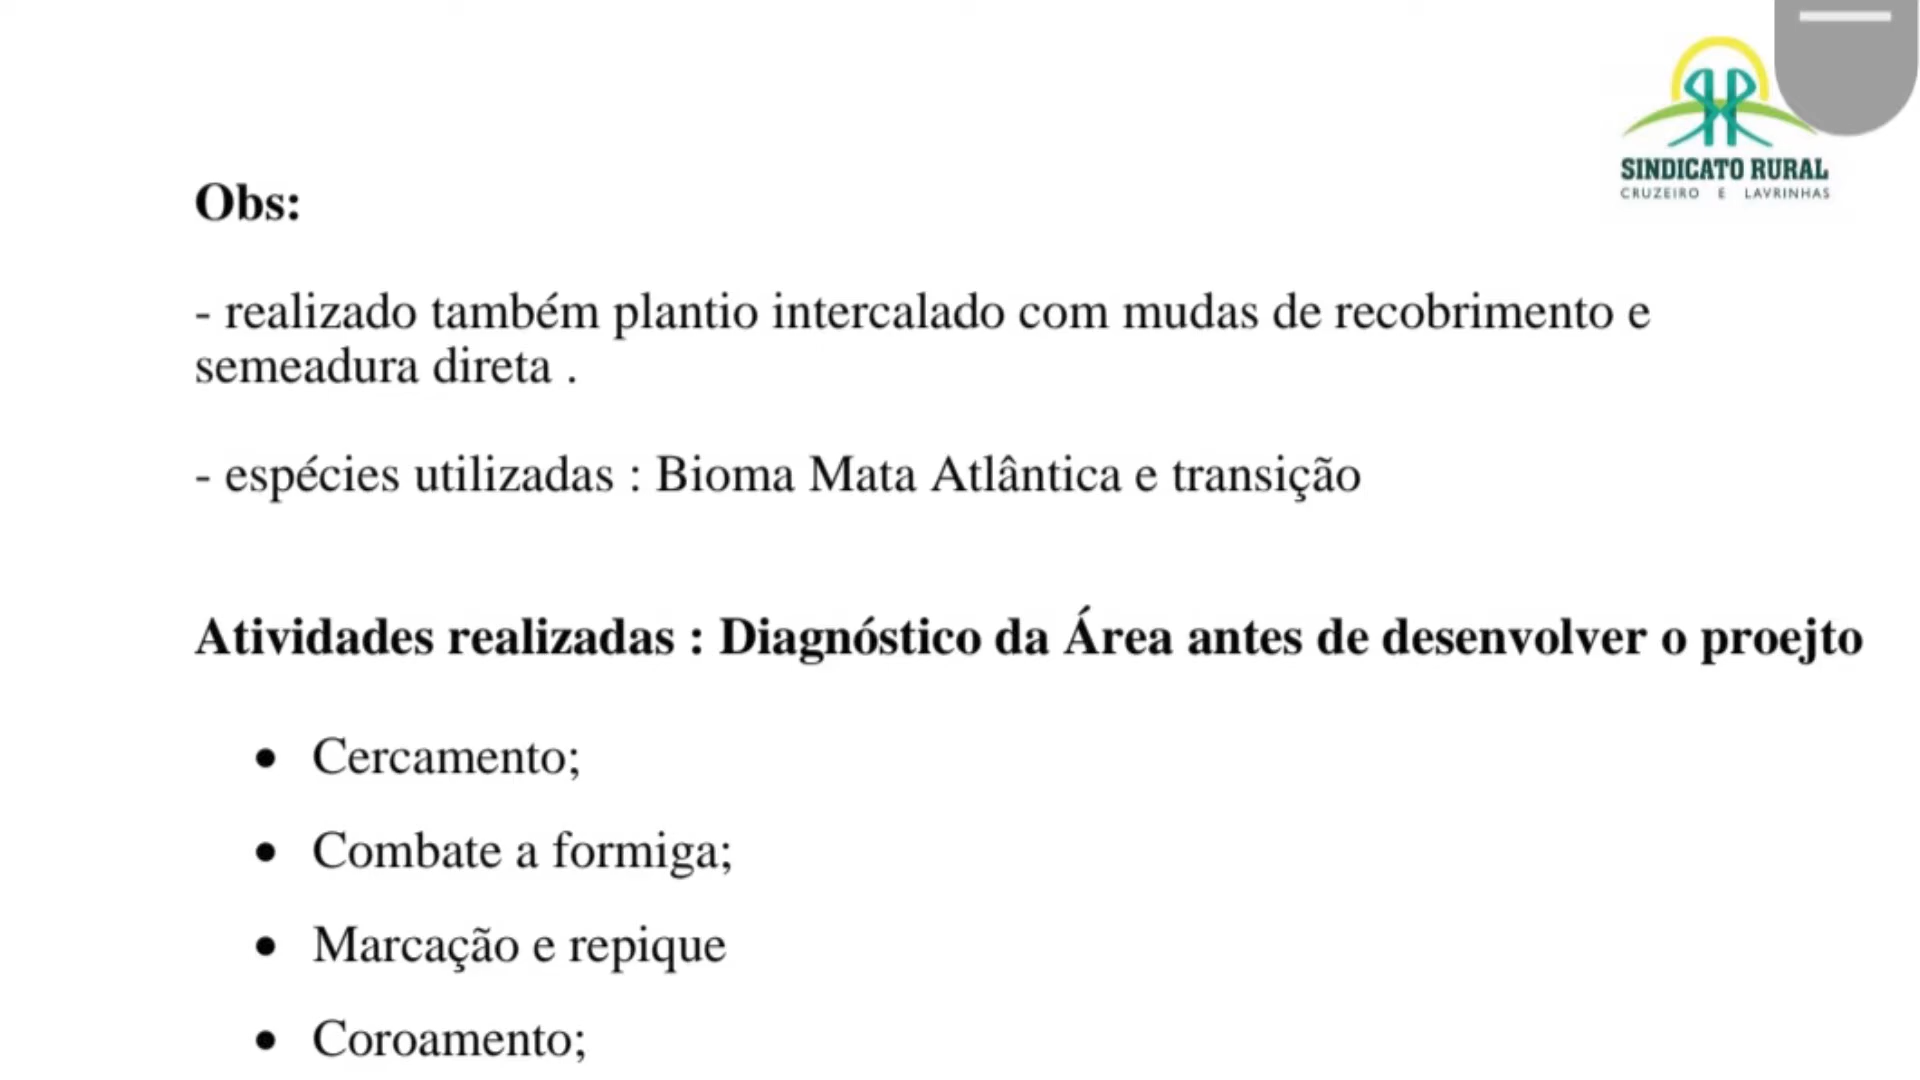 SINDICATO RURAL
CRUZEIRO E LAVRINHAS
Obs:
- realizado também plantio intercalado com mudas de recobrimento e
semeadura direta .
- espécies utilizadas : Bioma Mata Atlântica e transição
Atividades realizadas : Diagnóstico da Área antes de desenvolver o proejto
• Cercamento;
• Combate a formiga;
• Marcação e repique
• Coroamento;